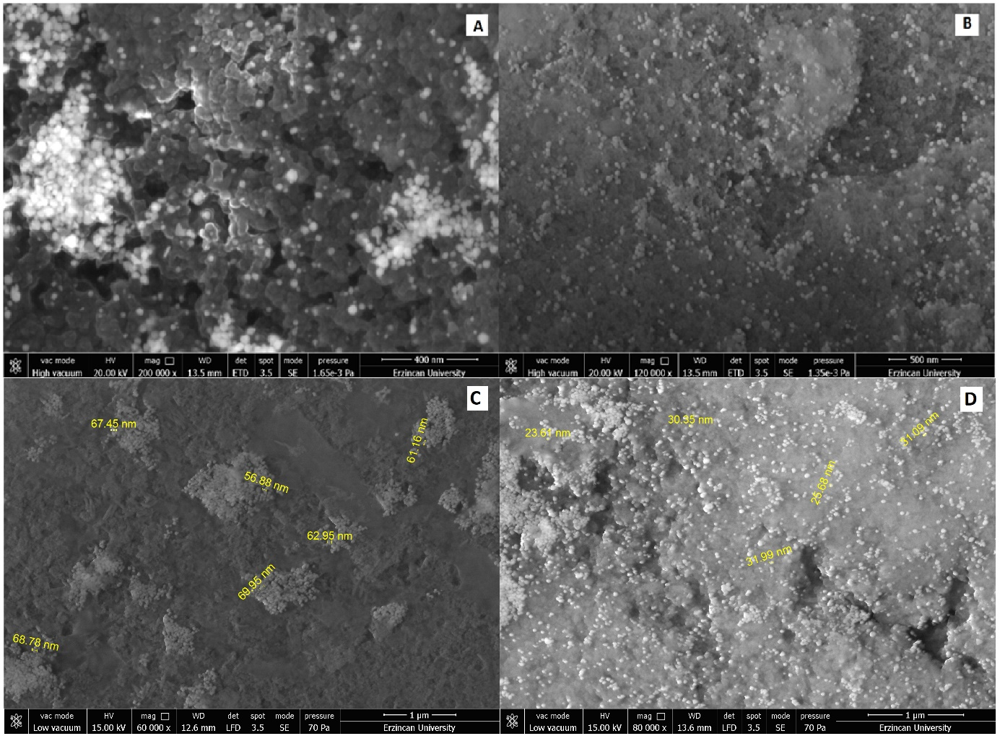 A
vac mode HV mag WD det spot mode pressure 400 nm
High vacuum 20.00 kV 200 000 x 13.5 mm ETD 3.5 SE 1.65e-3 Pa Erzincan University
B
vac mode HV mag WD det spot mode pressure 500 nm
High vacuum 20.00 kV 120 000 x 13.5 mm ETD 3.5 SE 1.35e-3 Pa Erzincan University
C
67.45 nm
61.16 nm
56.88 nm
62.95 nm
69.95 nm
68.78 nm
vac mode HV mag WD det spot mode pressure 1 µm
Low vacuum 15.00 kV 60 000 x 12.6 mm LFD 3.5 SE 70 Pa Erzincan University
D
30.35 nm
23.61 nm
31.09 nm
25.68 nm
31.99 nm
vac mode HV mag WD det spot mode pressure 1 µm
Low vacuum 15.00 kV 80 000 x 13.6 mm LFD 3.5 SE 70 Pa Erzincan University